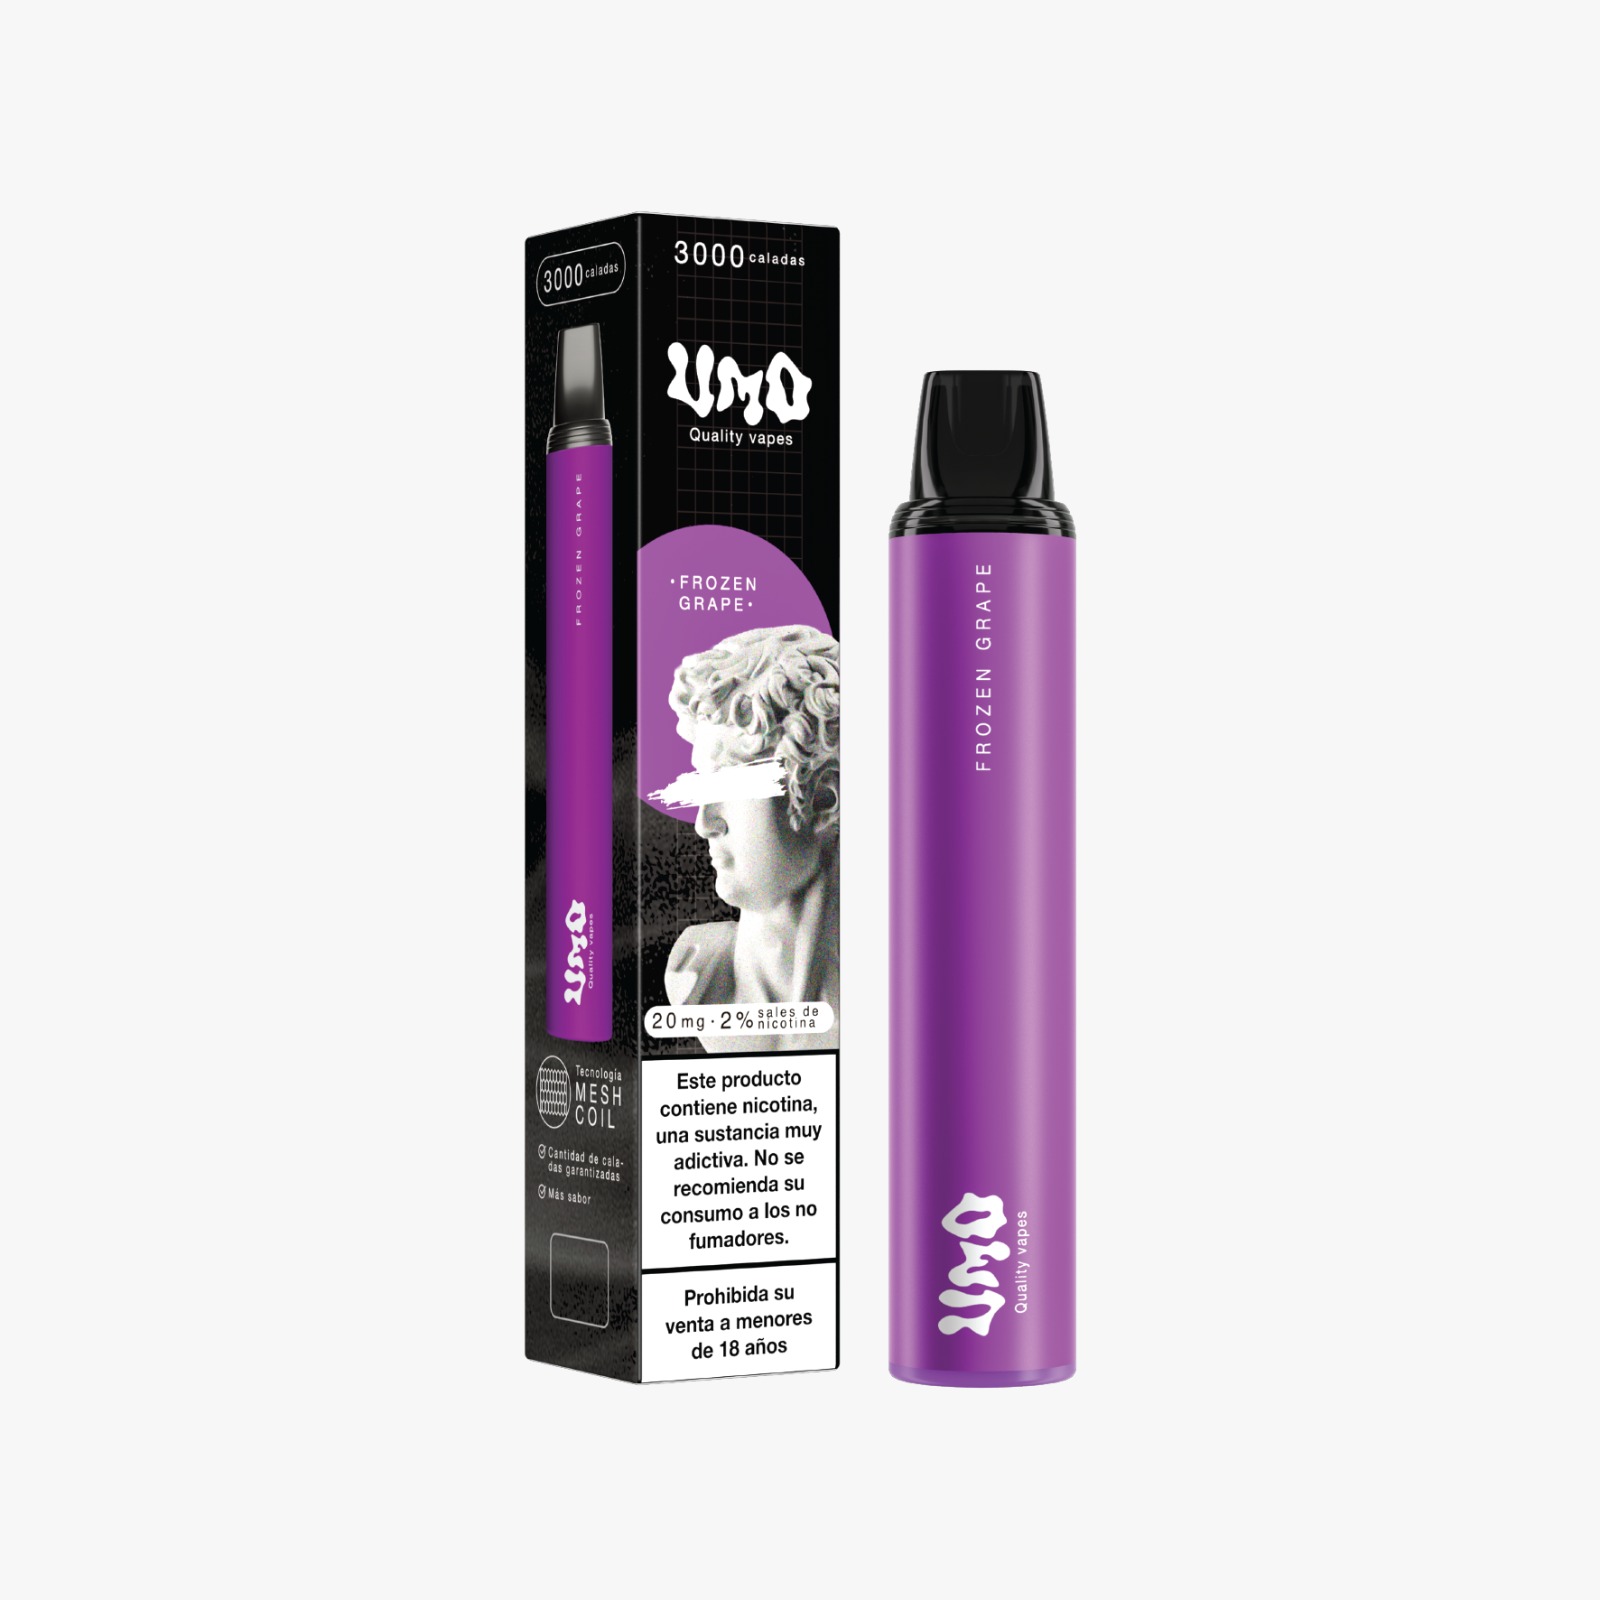 3000 caladas
FROZEN GRAPE
UMO
Quality vapes
Tecnología
MESH
COIL
Cantidad de cala-
das garantizadas
Más sabor
3000 caladas
UMO
Quality vapes
·FROZEN
GRAPE·
20mg·2% sales de
nicotina
Este producto
contiene nicotina,
una sustancia muy
adictiva. No se
recomienda su
consumo a los no
fumadores.
Prohibida su
venta a menores
de 18 años
FROZEN GRAPE
UMO
Quality vapes